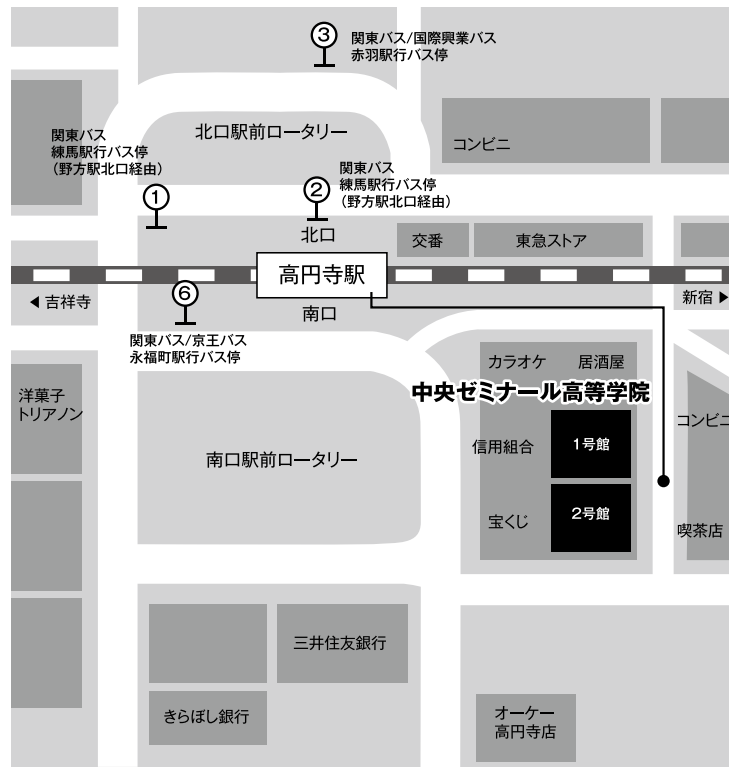 ③
関東バス/国際興業バス
赤羽駅行バス停
北口駅前ロータリー
関東バス
練馬駅行バス停
（野方駅北口経由）
①
コンビニ
関東バス
練馬駅行バス停
（野方駅北口経由）
②
北口
交番
東急ストア
高円寺駅
◀ 吉祥寺
新宿 ▶
⑥
関東バス/京王バス
永福町駅行バス停
南口
カラオケ
居酒屋
中央ゼミナール高等学院
洋菓子
トリアノン
コンビニ
信用組合
1号館
南口駅前ロータリー
宝くじ
2号館
喫茶店
三井住友銀行
きらぼし銀行
オーケー
高円寺店